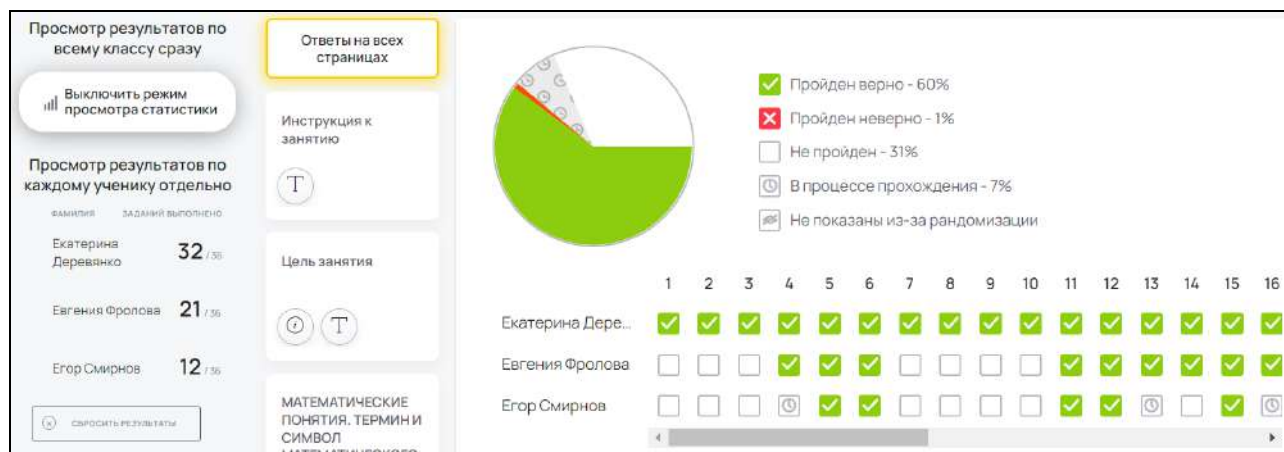 Просмотр результатов по
всему классу сразу
Выключить режим
просмотра статистики
Просмотр результатов по
каждому ученику отдельно
ФАМИЛИЯ ЗАДАНИЙ ВЫПОЛНЕНО
Екатерина
Деревянко
32 / 36
Евгения Фролова 21 / 36
Егор Смирнов 12 / 36
СБРОСИТЬ РЕЗУЛЬТАТЫ
Ответы на всех
страницах
Инструкция к
занятию
T
Цель занятия
T
МАТЕМАТИЧЕСКИЕ
ПОНЯТИЯ. ТЕРМИН И
СИМВОЛ
МАТЕМАТИЧЕСКОГО
Пройден верно - 60%
Пройден неверно - 1%
Не пройден - 31%
В процессе прохождения - 7%
Не показаны из-за рандомизации
1 2 3 4 5 6 7 8 9 10 11 12 13 14 15 16
Екатерина Дере...
Евгения Фролова
Егор Смирнов